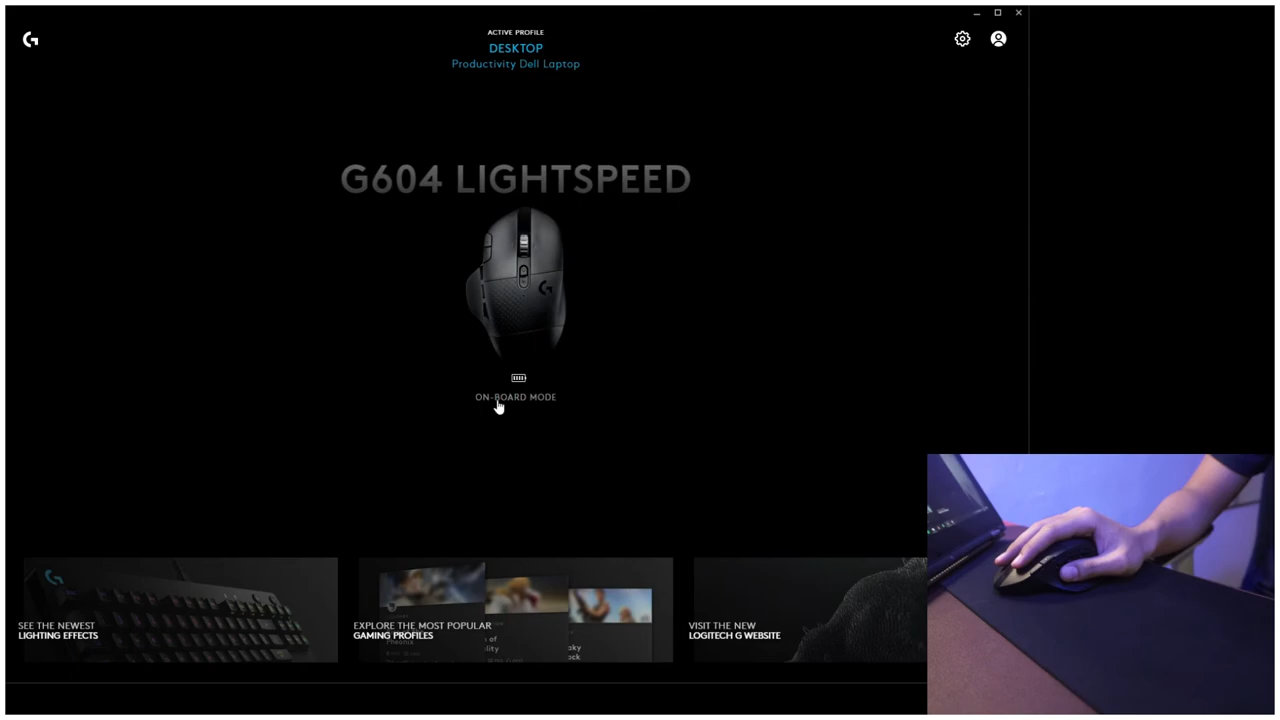 ACTIVE PROFILE
DESKTOP
Productivity Dell Laptop
G604 LIGHTSPEED
ON-BOARD MODE
SEE THE NEWEST
LIGHTING EFFECTS
EXPLORE THE MOST POPULAR
GAMING PROFILES
VISIT THE NEW
LOGITECH G WEBSITE